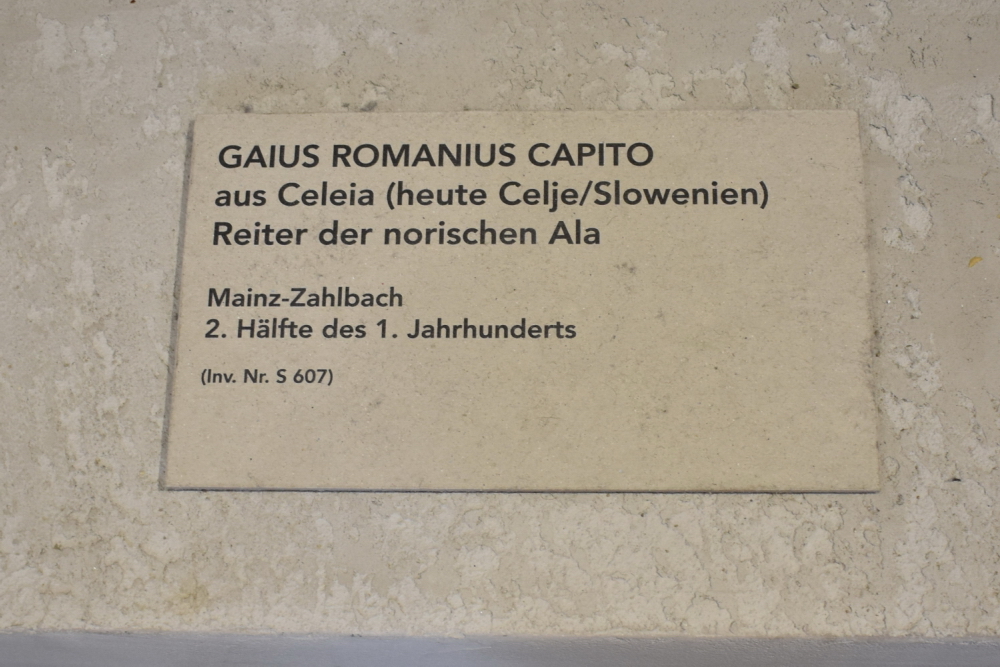 GAIUS ROMANIUS CAPITO
aus Celeia (heute Celje/Slowenien)
Reiter der norischen Ala
Mainz-Zahlbach
2. Hälfte des 1. Jahrhunderts
(Inv. Nr. S 607)